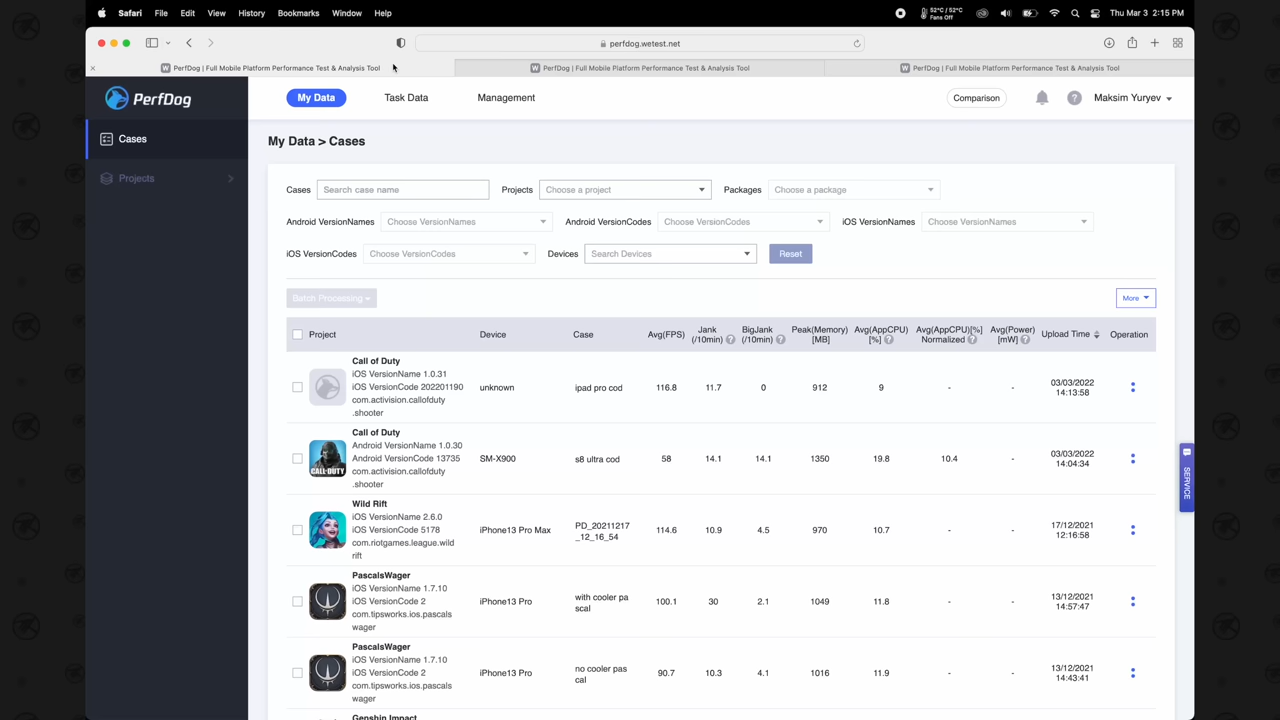 Safari File Edit View History Bookmarks Window Help
52°C / 52°C
Fans Off
Thu Mar 3 2:15 PM
perfdog.wetest.net
PerfDog | Full Mobile Platform Performance Test & Analysis Tool
PerfDog | Full Mobile Platform Performance Test & Analysis Tool
PerfDog | Full Mobile Platform Performance Test & Analysis Tool
PerfDog
My Data Task Data Management
Comparison
Maksim Yuryev
Cases
Projects
My Data > Cases
Cases Search case name Projects Choose a project Packages Choose a package
Android VersionNames Choose VersionNames Android VersionCodes Choose VersionCodes iOS VersionNames Choose VersionNames
iOS VersionCodes Choose VersionCodes Devices Search Devices Reset
Batch Processing
More
Project Device Case Avg(FPS) Jank (/10min) BigJank (/10min) Peak(Memory) [MB] Avg(AppCPU) [%] Avg(AppCPU)[%] Normalized Avg(Power) [mW] Upload Time Operation
Call of Duty
iOS VersionName 1.0.31
iOS VersionCode 202201190
com.activision.callofduty
.shooter
unknown ipad pro cod 116.8 11.7 0 912 9 - - 03/03/2022
14:13:58
Call of Duty
Android VersionName 1.0.30
Android VersionCode 13735
com.activision.callofduty
.shooter
CALL·DUTY
SM-X900 s8 ultra cod 58 14.1 14.1 1350 19.8 10.4 - 03/03/2022
14:04:34
Wild Rift
iOS VersionName 2.6.0
iOS VersionCode 5178
com.riotgames.league.wild
rift
iPhone13 Pro Max PD_20211217
_12_16_54 114.6 10.9 4.5 970 10.7 - - 17/12/2021
12:16:58
PascalsWager
iOS VersionName 1.7.10
iOS VersionCode 2
com.tipsworks.ios.pascals
wager
iPhone13 Pro with cooler pa
scal 100.1 30 2.1 1049 11.8 - - 13/12/2021
14:57:47
PascalsWager
iOS VersionName 1.7.10
iOS VersionCode 2
com.tipsworks.ios.pascals
wager
iPhone13 Pro no cooler pas
cal 90.7 10.3 4.1 1016 11.9 - - 13/12/2021
14:43:41
Genshin Impact
SERVICE